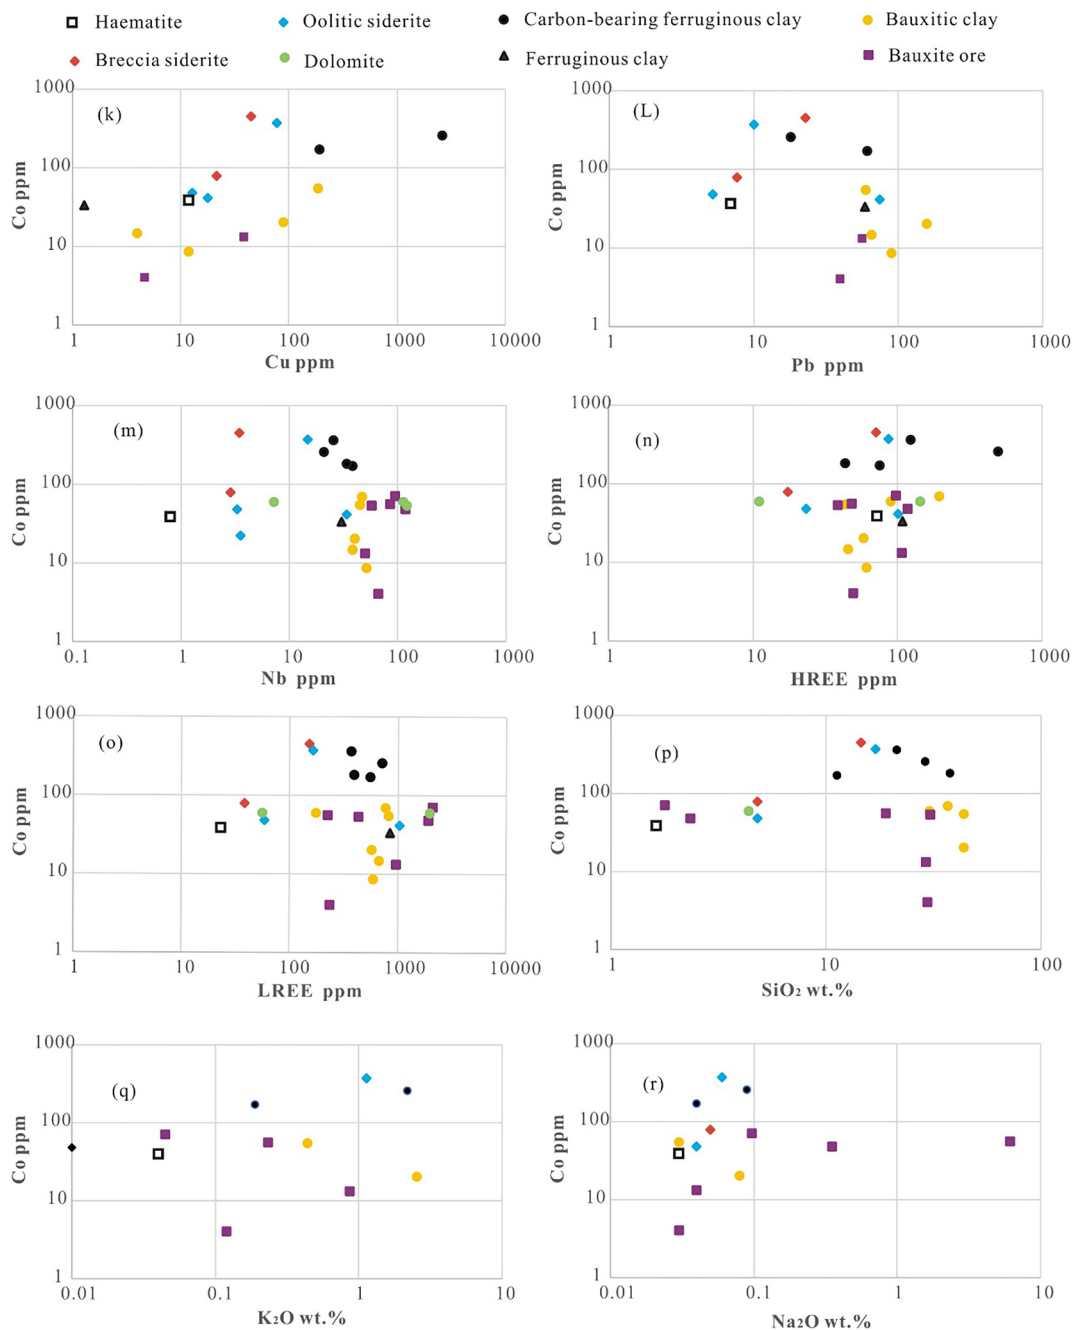 Haematite Oolitic siderite Carbon-bearing ferruginous clay Bauxitic clay
Breccia siderite Dolomite Ferruginous clay Bauxite ore
1000 1000
(k) (L)
100 100
Co ppm Co ppm
10 10
1 1
1 10 100 1000 10000 1 10 100 1000
Cu ppm Pb ppm
1000 1000
(m) (n)
100 100
Co ppm Co ppm
10 10
1 1
0.1 1 10 100 1000 1 10 100 1000
Nb ppm HREE ppm
1000 1000
(o) (p)
100 100
Co ppm Co ppm
10 10
1 1
1 10 100 1000 10000 1 10 100
LREE ppm SiO₂ wt.%
1000 1000
(q) (r)
100 100
Co ppm Co ppm
10 10
1 1
0.01 0.1 1 10 0.01 0.1 1 10
K₂O wt.% Na₂O wt.%